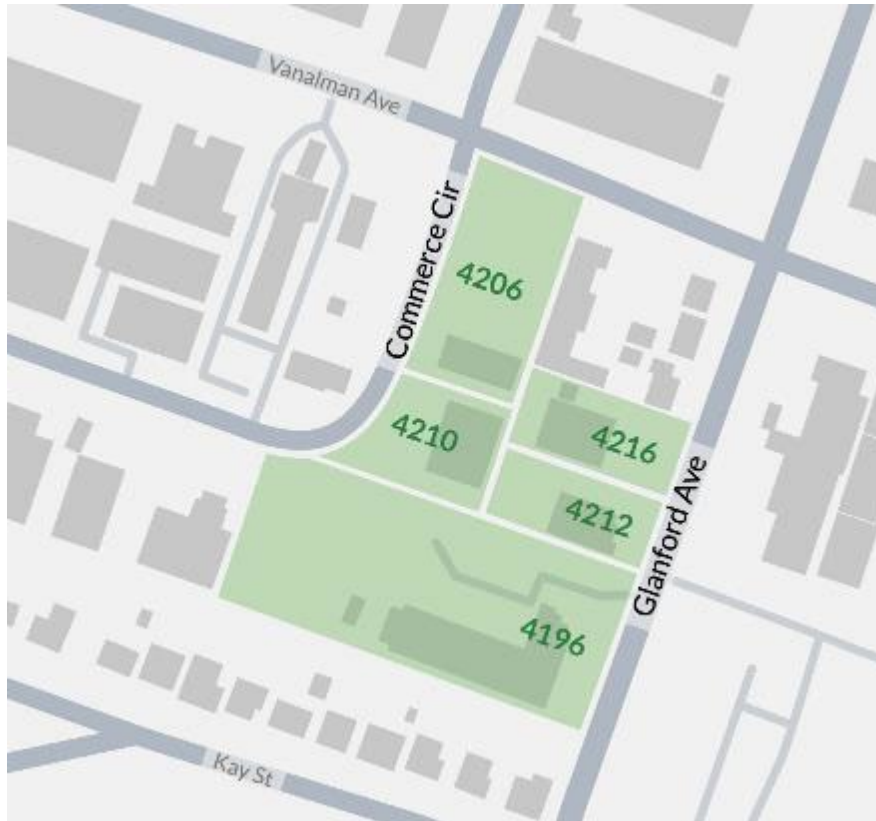 Vanalman Ave
Commerce Cir
4206
4210
4216
4212
Glanford Ave
4196
Kay St